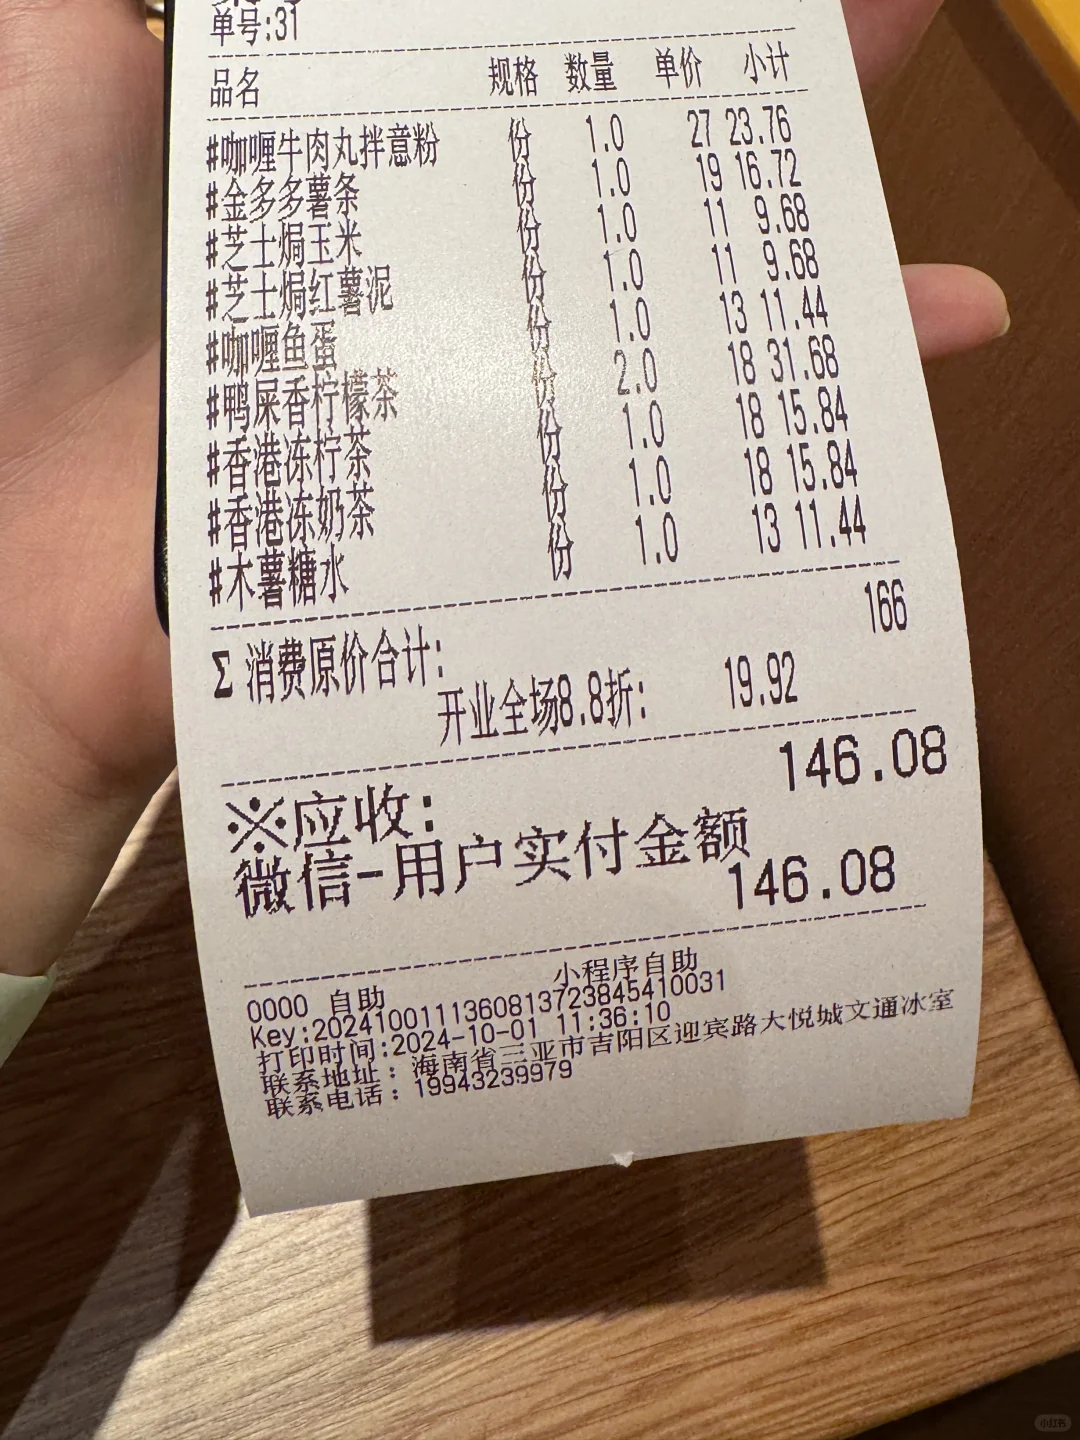 单号:31
品名 规格 数量 单价 小计
#咖喱牛肉丸拌意粉 份 1.0 27 23.76
#金多多薯条 份 1.0 19 16.72
#芝士焗玉米 份 1.0 11 9.68
#芝士焗红薯泥 份 1.0 11 9.68
#咖喱鱼蛋 份 1.0 13 11.44
#鸭屎香柠檬茶 份 2.0 18 31.68
#香港冻柠茶 份 1.0 18 15.84
#香港冻奶茶 份 1.0 18 15.84
#木薯糖水 份 1.0 13 11.44
Σ 消费原价合计: 166
开业全场8.8折: 19.92
※应收: 146.08
微信-用户实付金额
146.08
小程序自助
0000 自助
Key:202410011136081372384541​0031
打印时间:2024-10-01 11:36:10
联系地址: 海南省三亚市吉阳区迎宾路大悦城文通冰室
联系电话: 19943239979
小红书